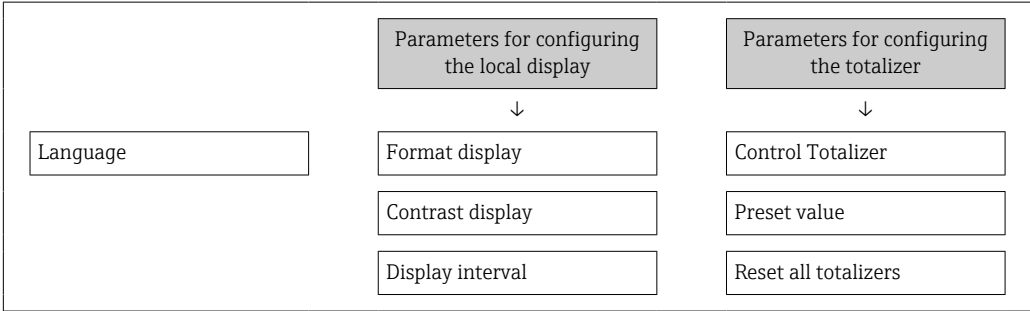 Parameters for configuring
the local display
Parameters for configuring
the totalizer
↓
↓
Language
Format display
Control Totalizer
Contrast display
Preset value
Display interval
Reset all totalizers